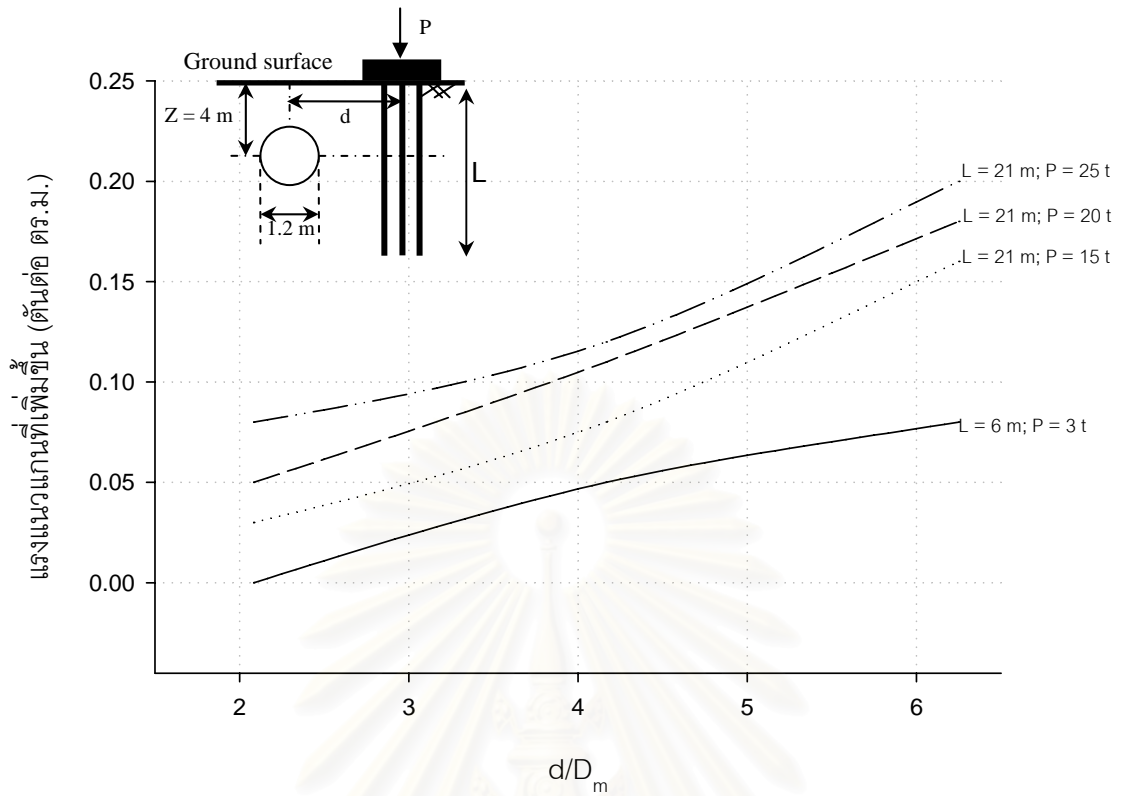 P
Ground surface
Z = 4 m
d
L
1.2 m
0.25
0.20
0.15
0.10
0.05
0.00
แรงแนวแกนที่เพิ่มขึ้น (ตันต่อ ตร.ม.)
L = 21 m; P = 25 t
L = 21 m; P = 20 t
L = 21 m; P = 15 t
L = 6 m; P = 3 t
2 3 4 5 6
d/Dm